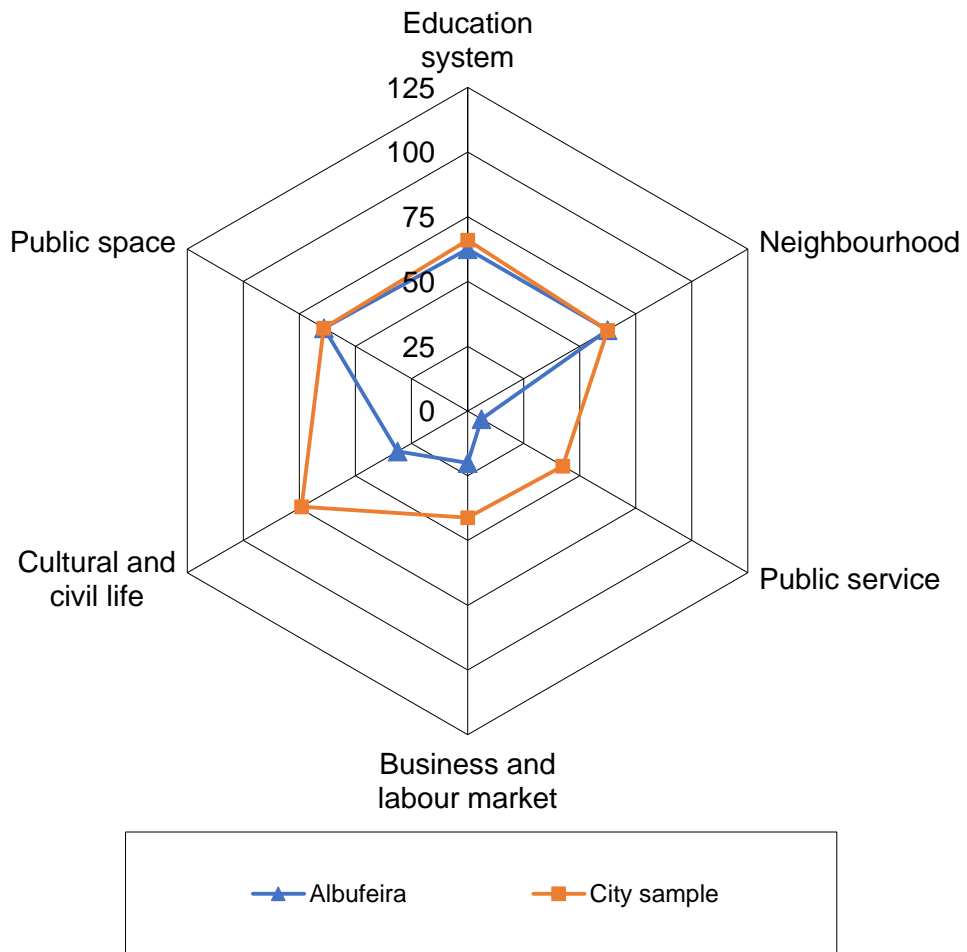 Education
system
125
100
75
50
25
0
Public space
Neighbourhood
Cultural and
civil life
Public service
Business and
labour market
Albufeira
City sample